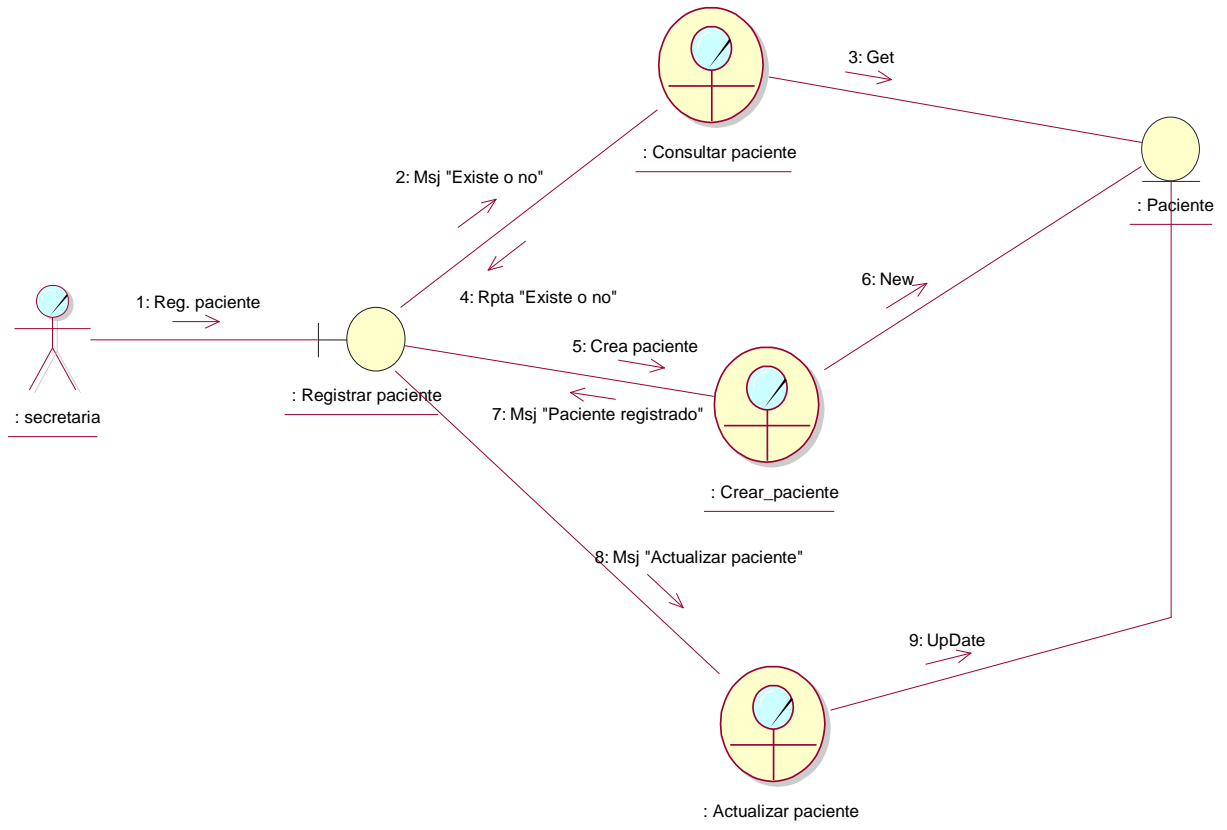 3: Get
: Consultar paciente
2: Msj "Existe o no"
: Paciente
6: New
1: Reg. paciente
4: Rpta "Existe o no"
5: Crea paciente
: Registrar paciente
7: Msj "Paciente registrado"
: secretaria
: Crear_paciente
8: Msj "Actualizar paciente"
9: UpDate
: Actualizar paciente